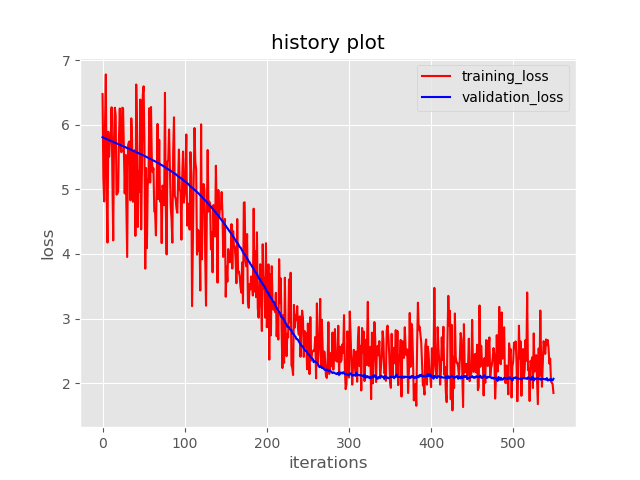 history plot
training_loss
validation_loss
7
6
5
4
3
2
loss
0 100 200 300 400 500
iterations